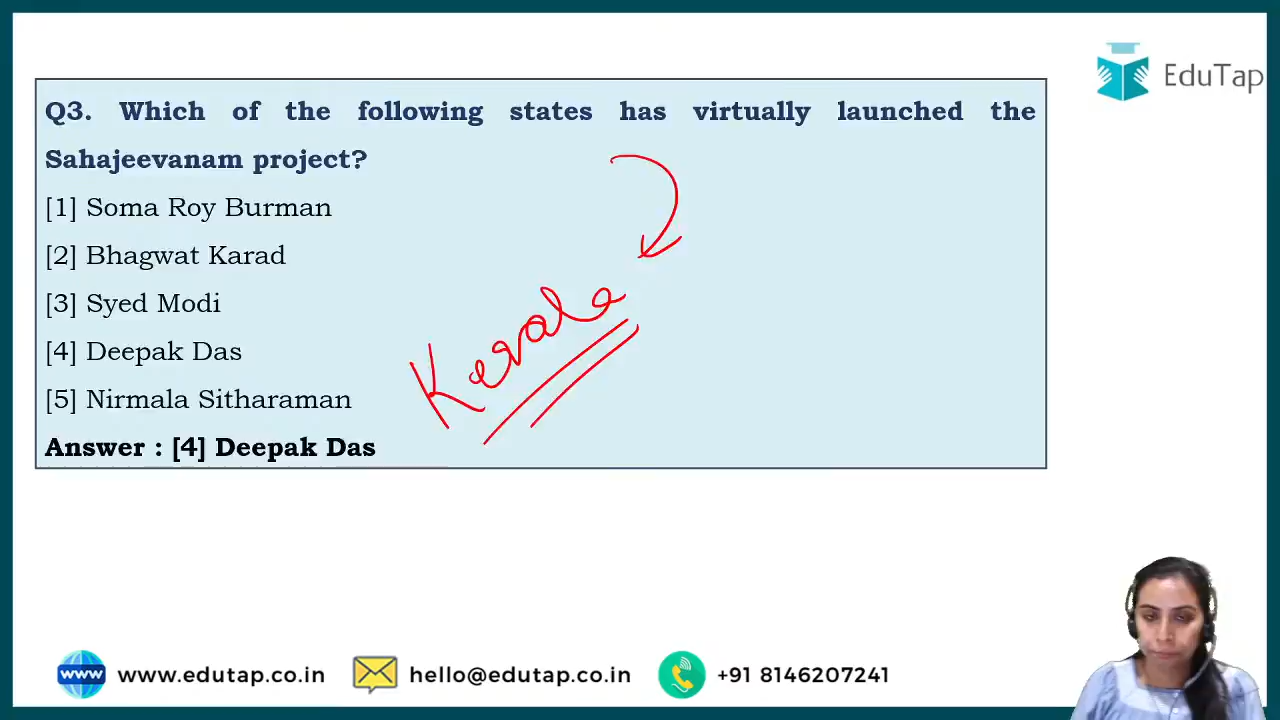 EduTap
Q3. Which of the following states has virtually launched the
Sahajeevanam project?
[1] Soma Roy Burman
[2] Bhagwat Karad
[3] Syed Modi
[4] Deepak Das
[5] Nirmala Sitharaman
Answer : [4] Deepak Das
Kerala
www www.edutap.co.in hello@edutap.co.in +91 8146207241